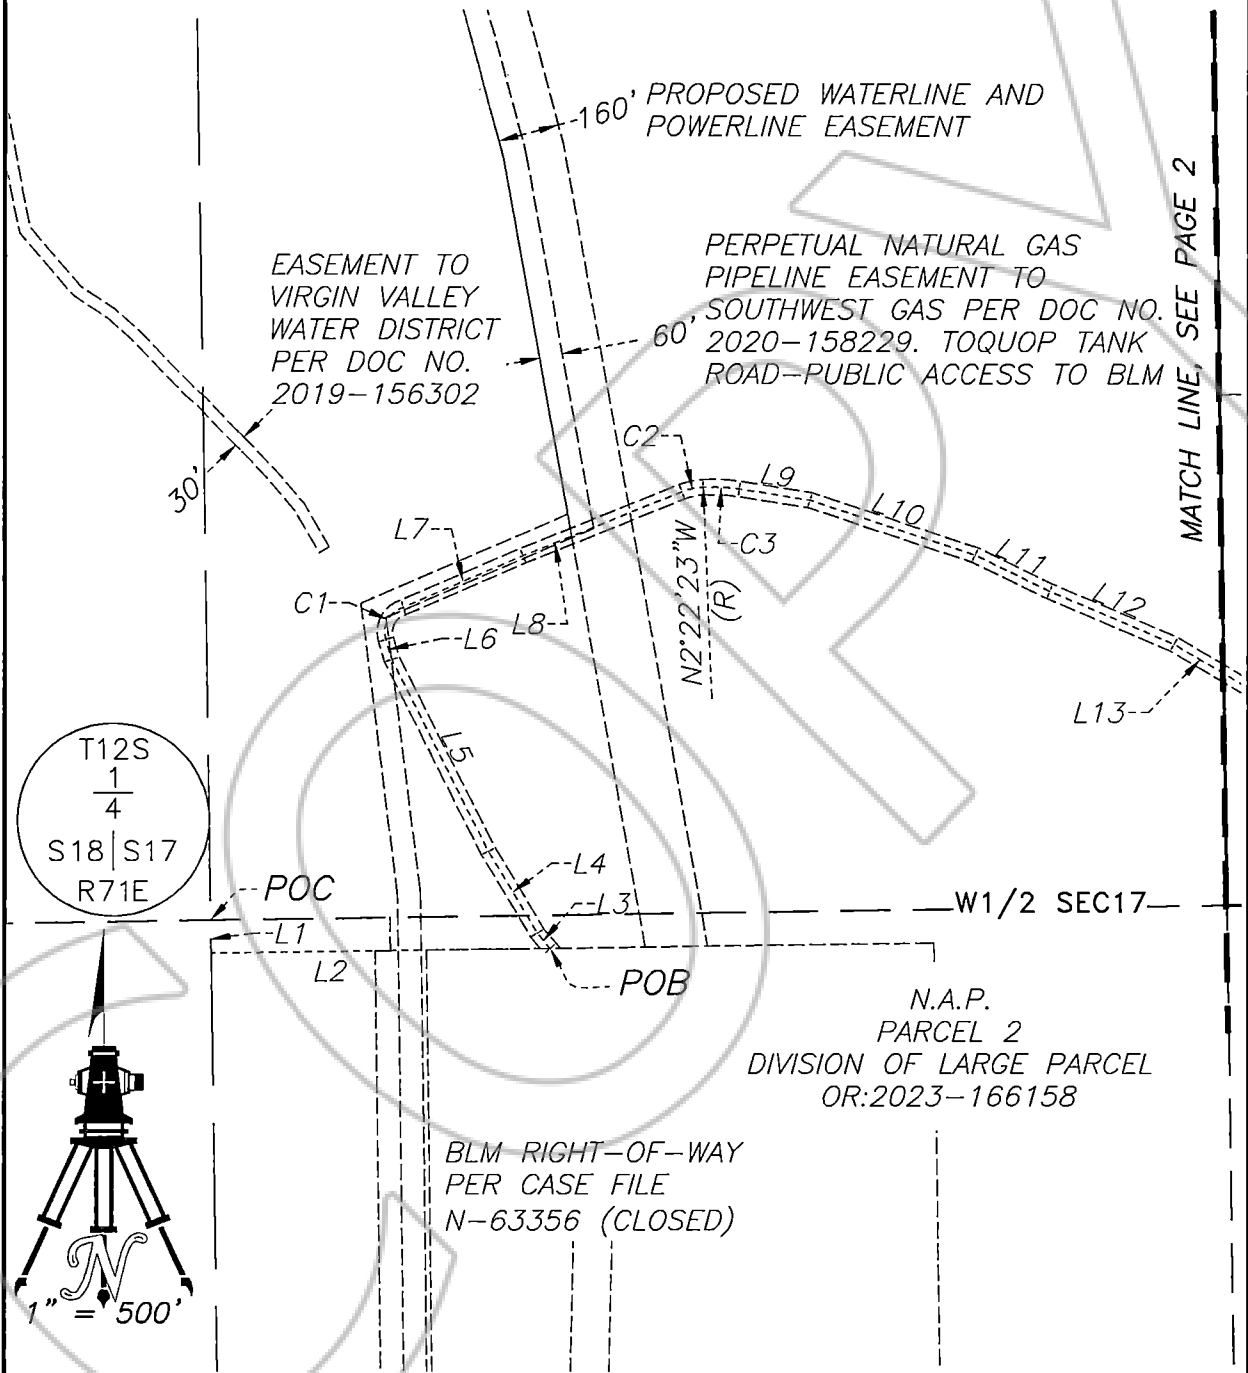 160'
PROPOSED WATERLINE AND
POWERLINE EASEMENT
MATCH LINE, SEE PAGE 2
EASEMENT TO
VIRGIN VALLEY
WATER DISTRICT
PER DOC NO.
2019-156302
60'
PERPETUAL NATURAL GAS
PIPELINE EASEMENT TO
SOUTHWEST GAS PER DOC NO.
2020-158229. TOQUOP TANK
ROAD-PUBLIC ACCESS TO BLM
30'
C2
L9
L10
L7
C3
L11
L12
C1
L6
L8
N2°22'23"W
(R)
L13
L5
T12S
1
4
S18 | S17
R71E
L4
L3
POC
W1/2 SEC17
L1
L2
POB
N.A.P.
PARCEL 2
DIVISION OF LARGE PARCEL
OR:2023-166158
BLM RIGHT-OF-WAY
PER CASE FILE
N-63356 (CLOSED)
N
1" = 500'
COPY